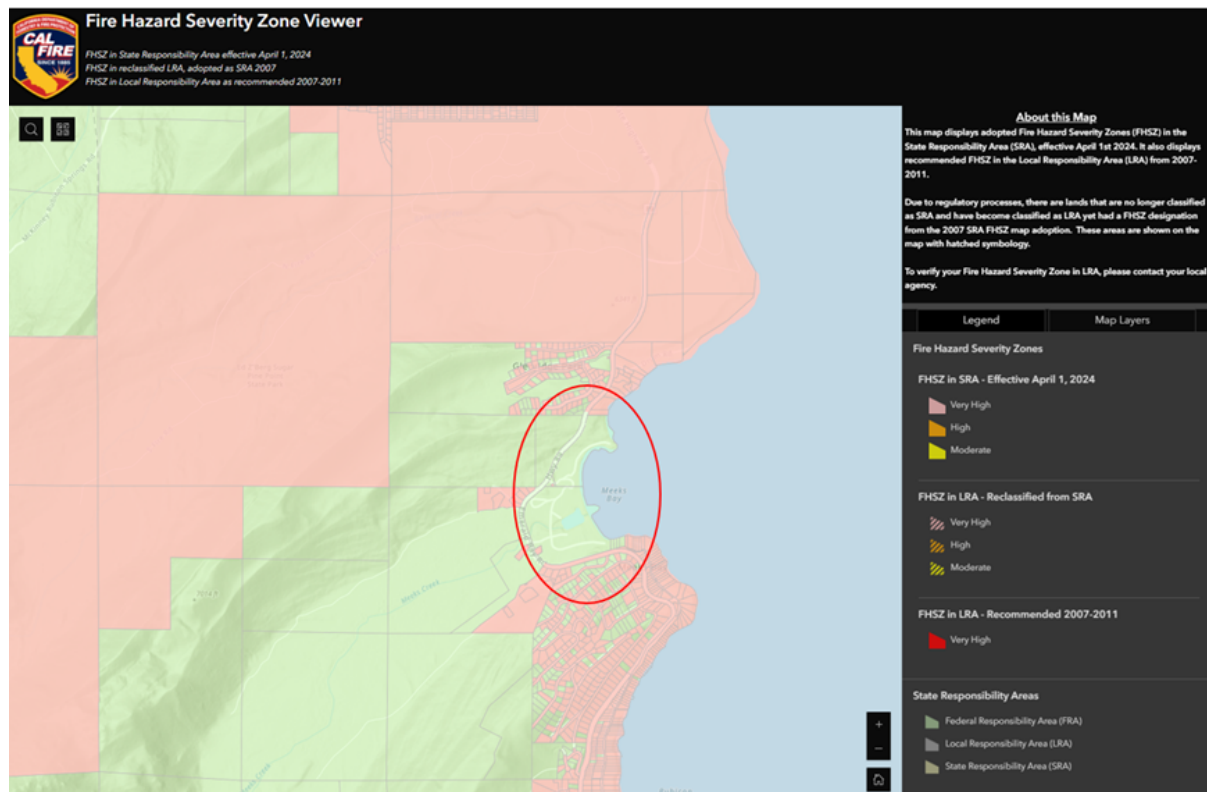 CALIFORNIA DEPARTMENT OF
FORESTRY & FIRE PROTECTION
CAL
FIRE
SINCE 1885
Fire Hazard Severity Zone Viewer
FHSZ in State Responsibility Area effective April 1, 2024
FHSZ in reclassified LRA, adopted as SRA 2007
FHSZ in Local Responsibility Area as recommended 2007-2011
Meeks
Bay
Meeks Creek
About this Map
This map displays adopted Fire Hazard Severity Zones (FHSZ) in the
State Responsibility Area (SRA), effective April 1st 2024. It also displays
recommended FHSZ in the Local Responsibility Area (LRA) from 2007-
2011.
Due to regulatory processes, there are lands that are no longer classified
as SRA and have become classified as LRA yet had a FHSZ designation
from the 2007 SRA FHSZ map adoption. These areas are shown on the
map with hatched symbology.
To verify your Fire Hazard Severity Zone in LRA, please contact your local
agency.
Legend
Map Layers
Fire Hazard Severity Zones
FHSZ in SRA - Effective April 1, 2024
Very High
High
Moderate
FHSZ in LRA - Reclassified from SRA
Very High
High
Moderate
FHSZ in LRA - Recommended 2007-2011
Very High
State Responsibility Areas
Federal Responsibility Area (FRA)
Local Responsibility Area (LRA)
State Responsibility Area (SRA)
+
−